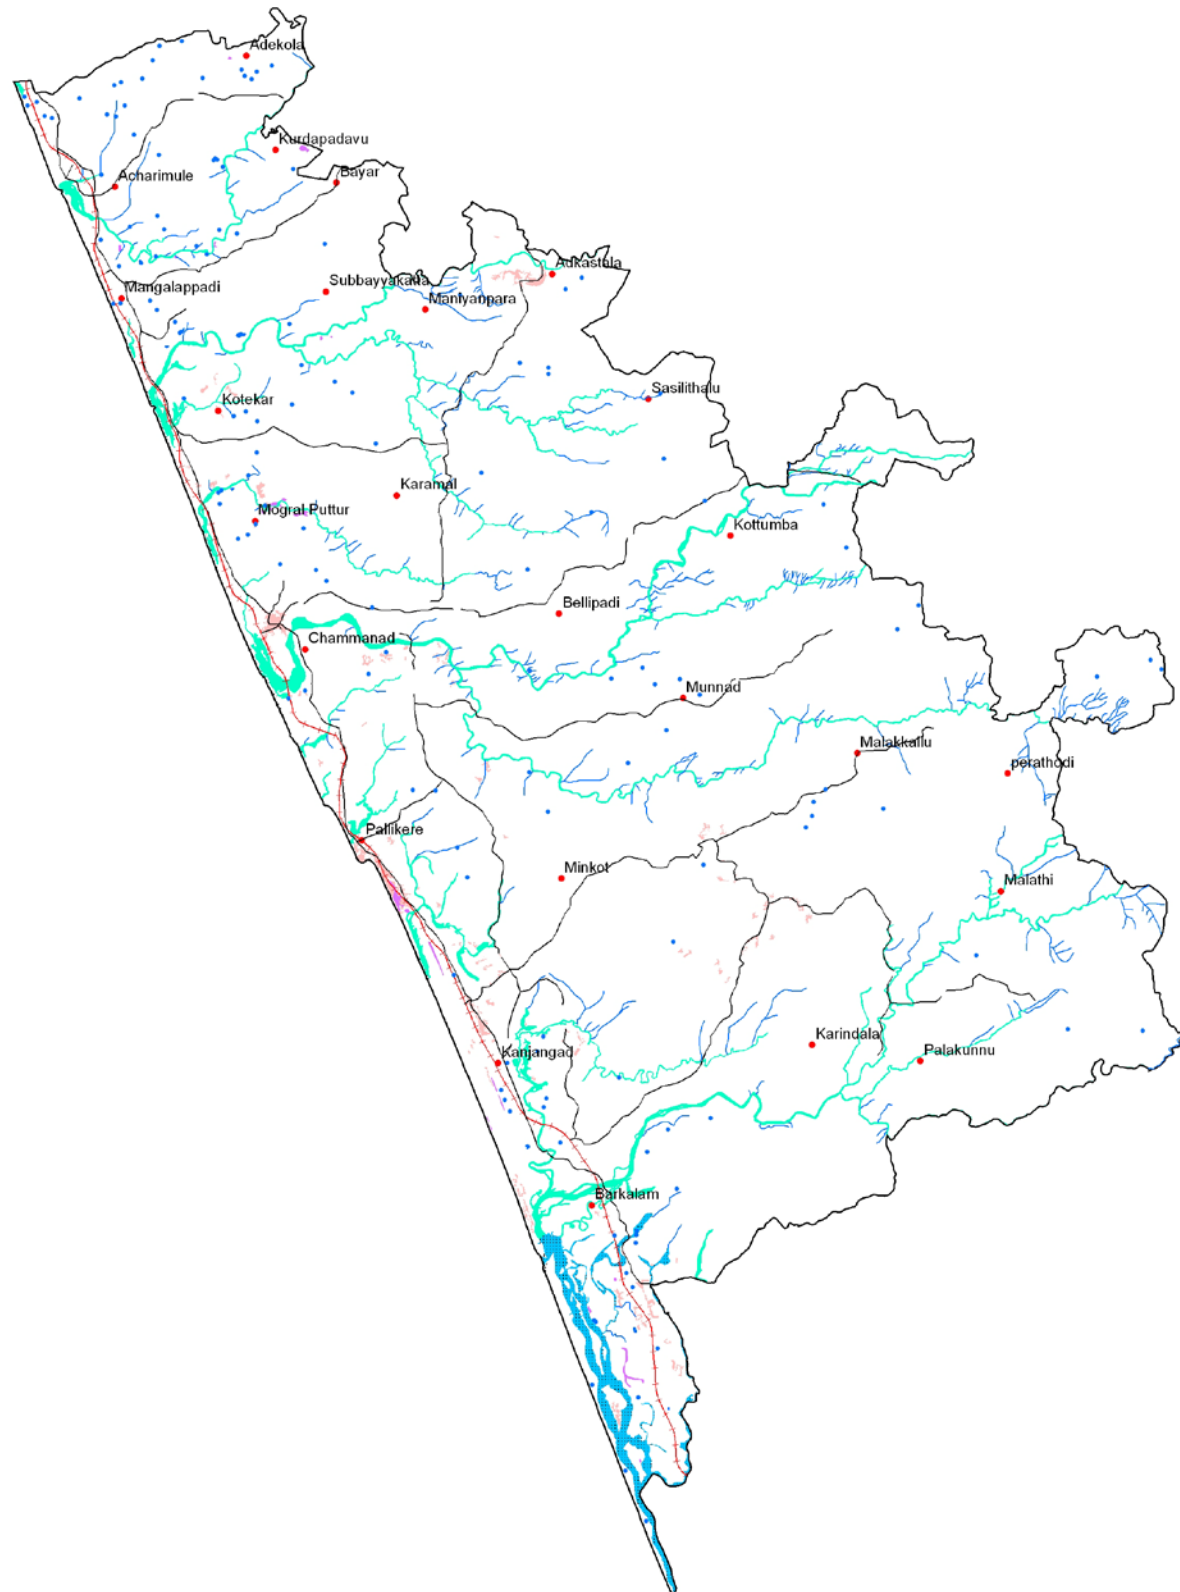 Adekola
Kurdapadavu
Acharimule
Bayar
Adkastala
Mangalappadi
Subbayyakatta
Maniyanpara
Sasilithalu
Kotekar
Karamal
Mogral Puttur
Kottumba
Bellipadi
Chammanad
Munnad
Malakkallu
perathodi
Pallikere
Minkot
Malathi
Karindala
Palakunnu
Kanjangad
Barkalam